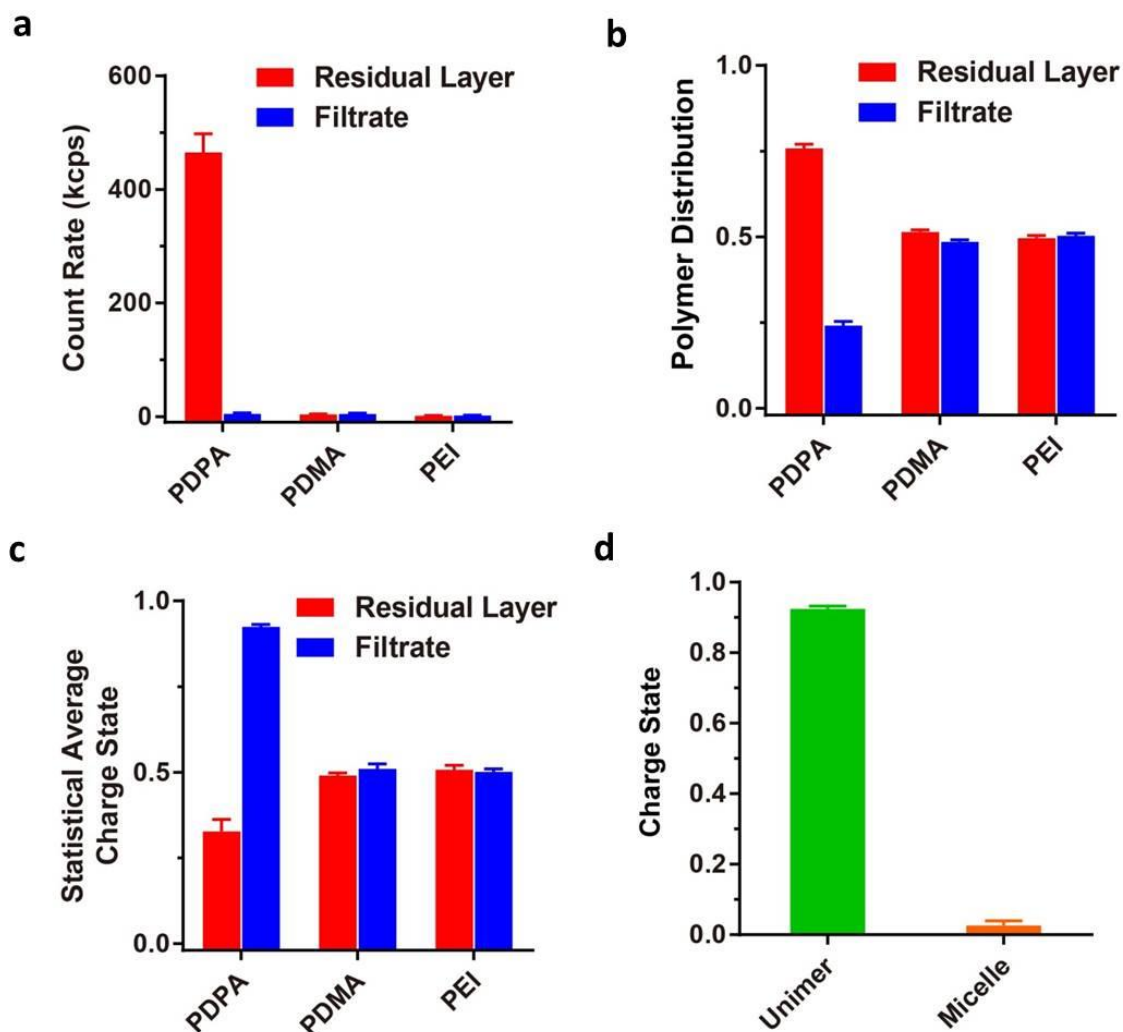 a
Count Rate (kcps)
600
400
200
0
Residual Layer
Filtrate
PDPA
PDMA
PEI
b
Polymer Distribution
1.0
0.5
0.0
Residual Layer
Filtrate
PDPA
PDMA
PEI
c
Statistical Average
Charge State
1.0
0.5
0.0
Residual Layer
Filtrate
PDPA
PDMA
PEI
d
Charge State
1.0
0.8
0.6
0.4
0.2
0.0
Unimer
Micelle